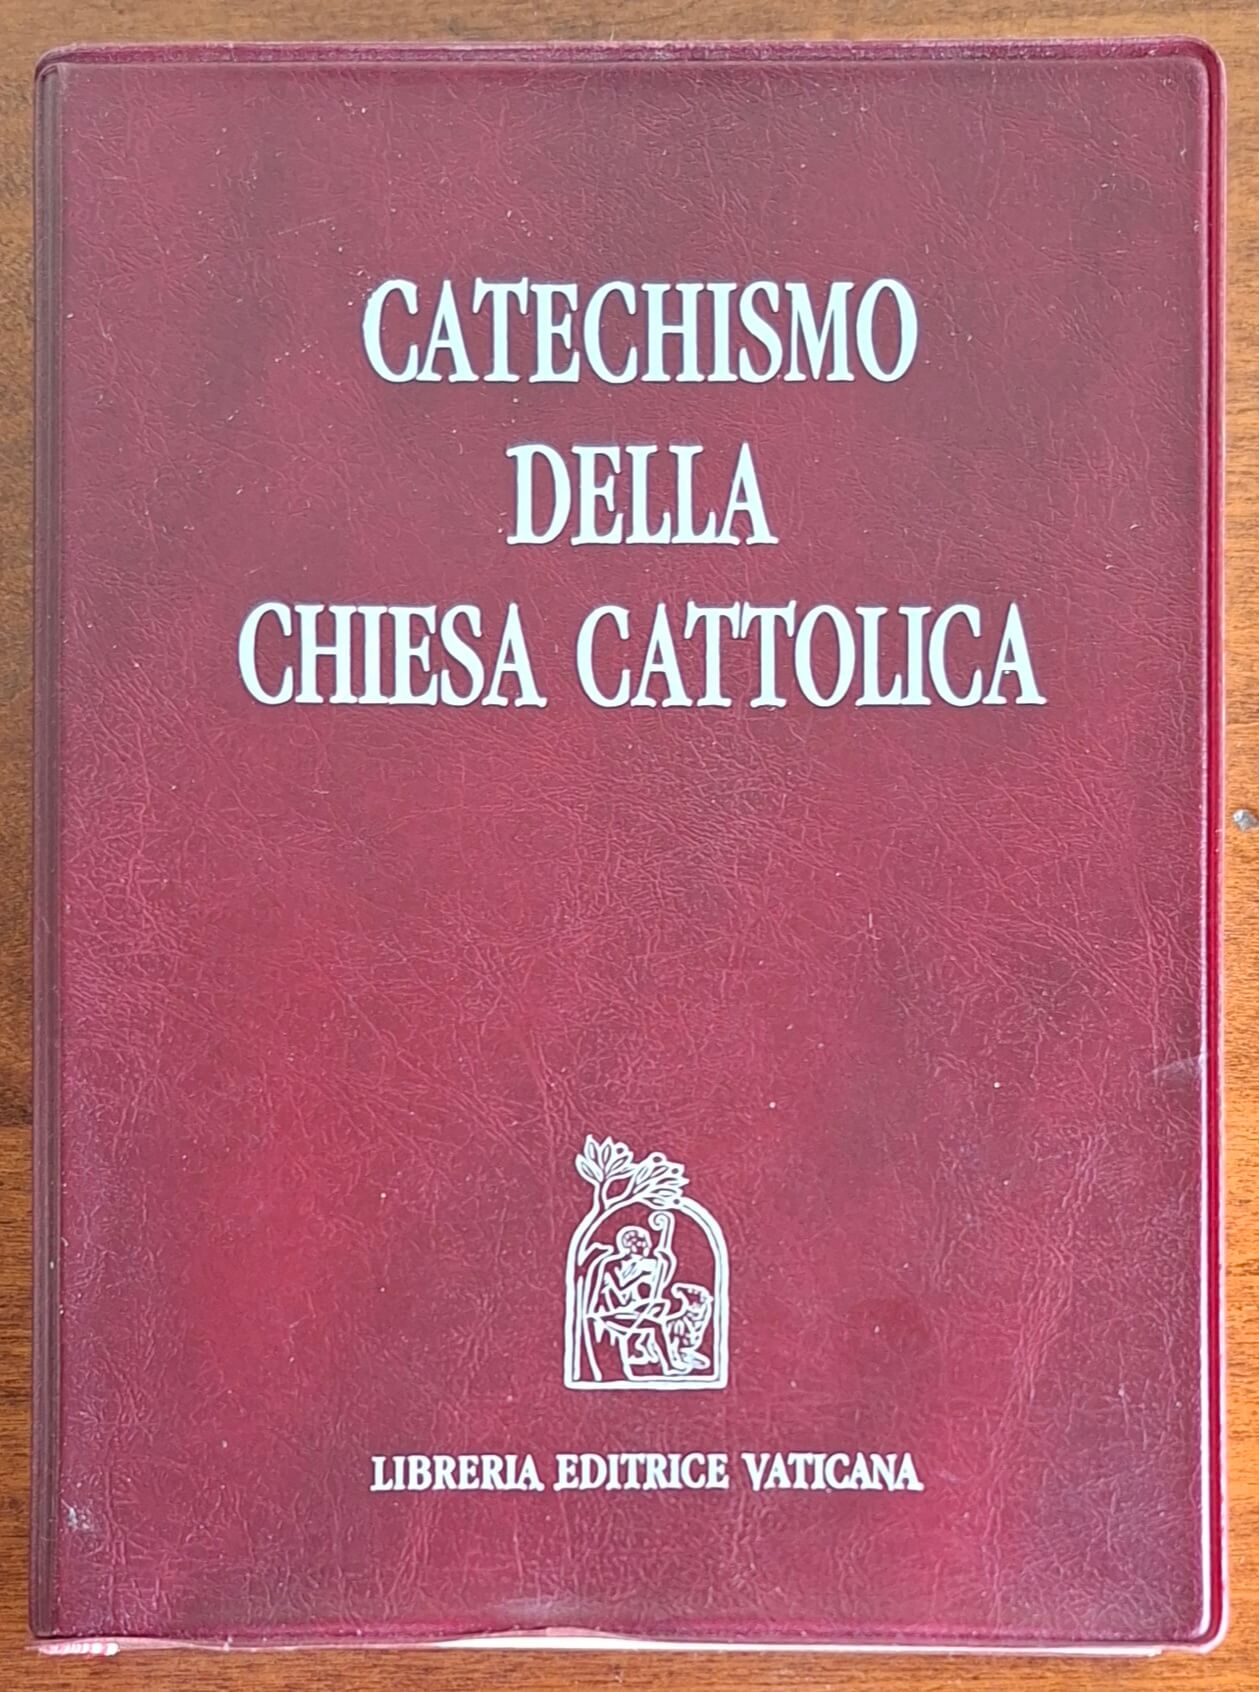 CATECHISMO
DELLA
CHIESA CATTOLICA
LIBRERIA EDITRICE VATICANA